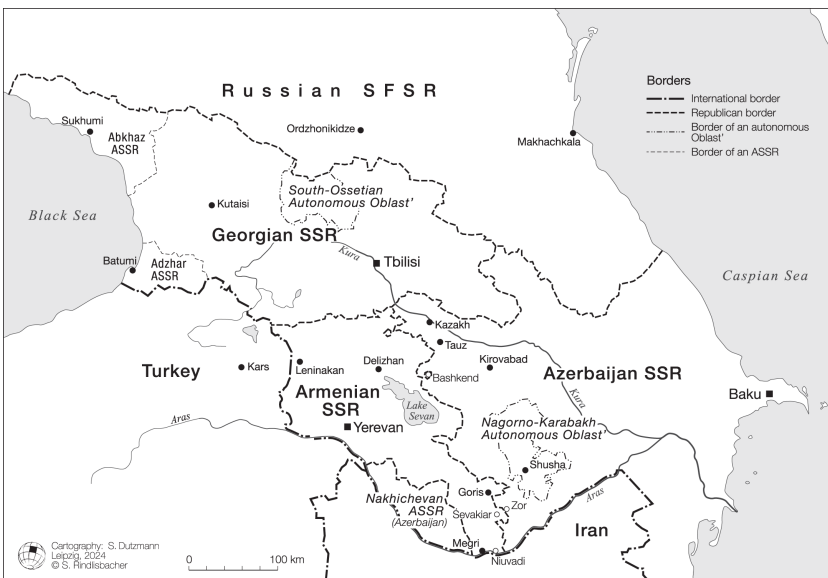 Russian SFSR
Borders
International border
Republican border
Border of an autonomous
Oblast’
Border of an ASSR
Sukhumi
Abkhaz
ASSR
Ordzhonikidze
Makhachkala
South-Ossetian
Autonomous Oblast’
Kutaisi
Black Sea
Georgian SSR
Kura
Tbilisi
Batumi
Adzhar
ASSR
Caspian Sea
Kazakh
Tauz
Turkey
Kars
Leninakan
Delizhan
Bashkend
Kirovabad
Azerbaijan SSR
Armenian
SSR
Lake
Sevan
Kura
Baku
Aras
Yerevan
Nagorno-Karabakh
Autonomous Oblast’
Shusha
Nakhichevan
ASSR
(Azerbaijan)
Goris
Zor
Sevakiar
Aras
Iran
Megri
Niuvadi
Cartography: S. Dutzmann
Leipzig, 2024
© S. Rindlisbacher
0 100 km